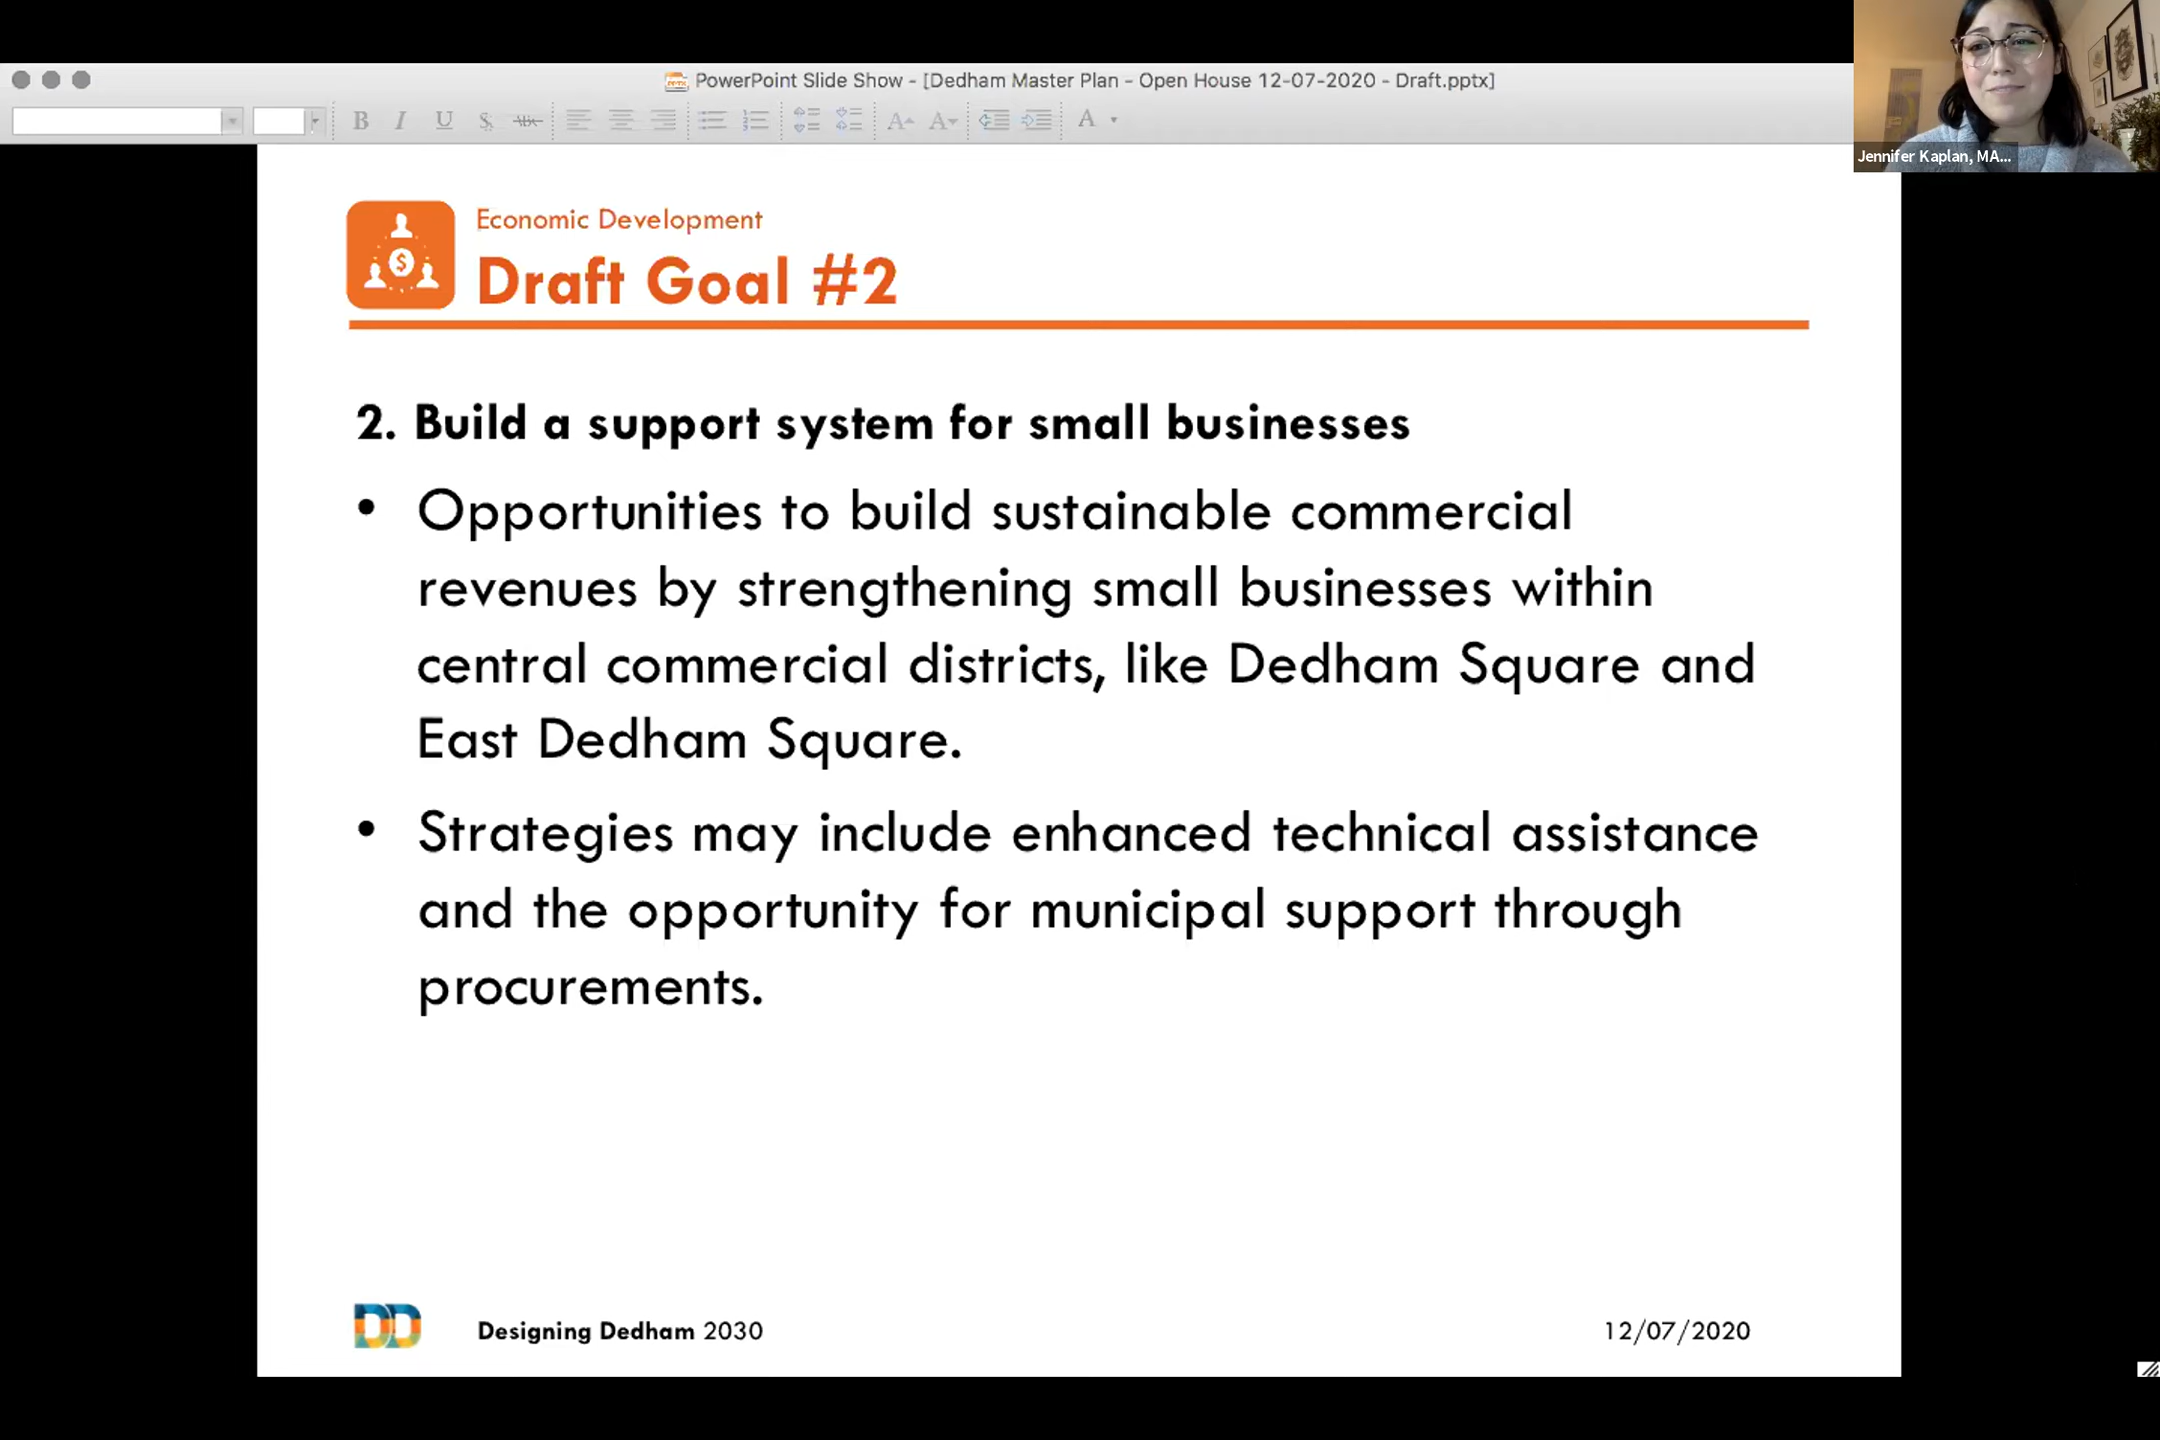 PowerPoint Slide Show - [Dedham Master Plan - Open House 12-07-2020 - Draft.pptx]
Jennifer Kaplan, MA...
Economic Development
Draft Goal #2
2. Build a support system for small businesses
• Opportunities to build sustainable commercial
revenues by strengthening small businesses within
central commercial districts, like Dedham Square and
East Dedham Square.
• Strategies may include enhanced technical assistance
and the opportunity for municipal support through
procurements.
DD
Designing Dedham 2030
12/07/2020